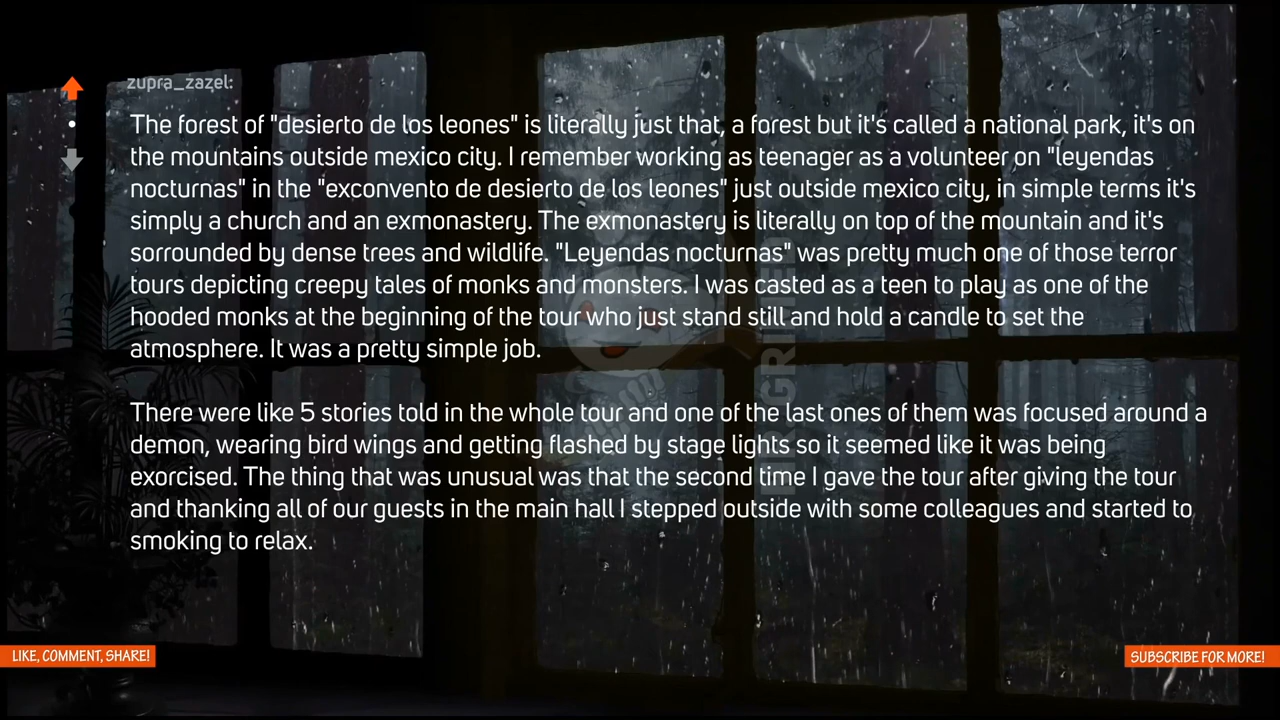 zupra_zazel:
The forest of "desierto de los leones" is literally just that, a forest but it's called a national park, it's on
the mountains outside mexico city. I remember working as teenager as a volunteer on "leyendas
nocturnas" in the "exconvento de desierto de los leones" just outside mexico city, in simple terms it's
simply a church and an exmonastery. The exmonastery is literally on top of the mountain and it's
sorrounded by dense trees and wildlife. "Leyendas nocturnas" was pretty much one of those terror
tours depicting creepy tales of monks and monsters. I was casted as a teen to play as one of the
hooded monks at the beginning of the tour who just stand still and hold a candle to set the
atmosphere. It was a pretty simple job.
There were like 5 stories told in the whole tour and one of the last ones of them was focused around a
demon, wearing bird wings and getting flashed by stage lights so it seemed like it was being
exorcised. The thing that was unusual was that the second time I gave the tour after giving the tour
and thanking all of our guests in the main hall I stepped outside with some colleagues and started to
smoking to relax.
LIKE, COMMENT, SHARE!
SUBSCRIBE FOR MORE!